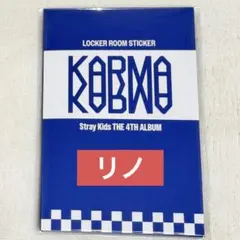 LOCKER ROOM STICKER
KARMA
Stray Kids THE 4TH ALBUM
リノ